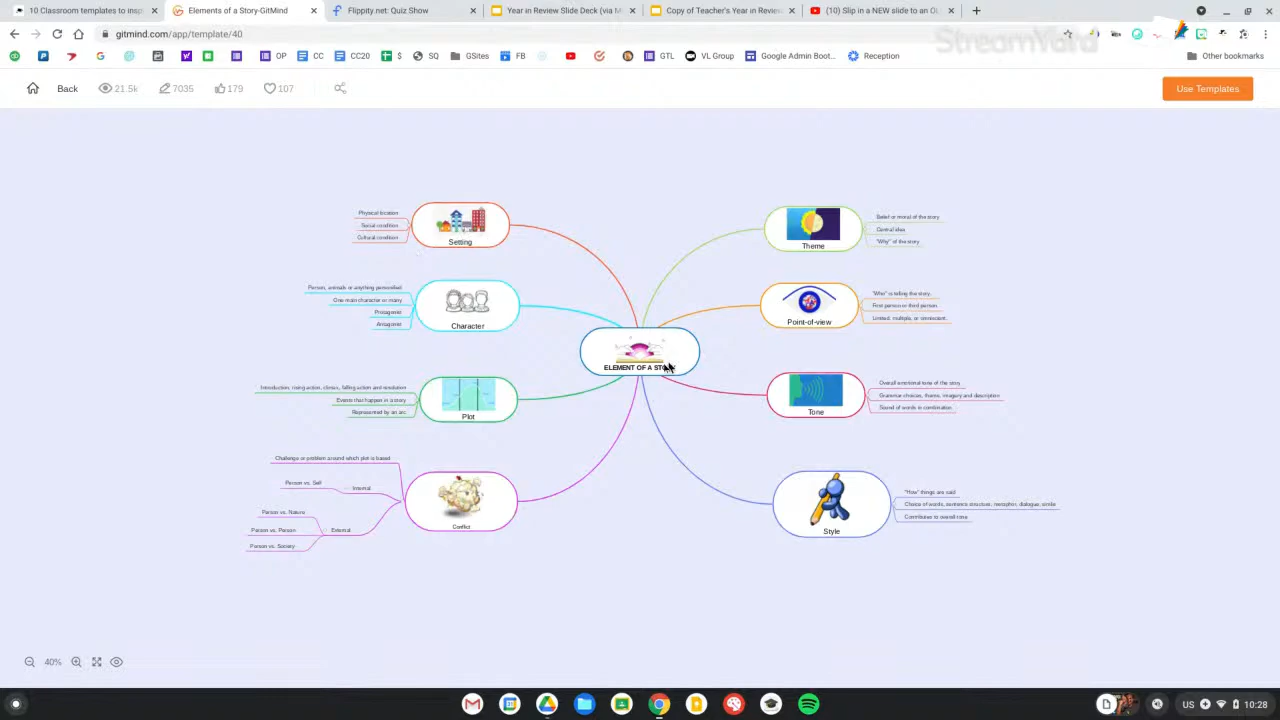 10 Classroom templates to insp
Elements of a Story-GitMind
Flippity.net: Quiz Show
Year in Review Slide Deck (via M
Copy of Teacher's Year in Review
(10) Slip in a NEW slide to an OL
gitmind.com/app/template/40
StreamYard
OP
CC
CC20
$
SQ
GSites
FB
GTL
VL Group
Google Admin Boot...
Reception
Other bookmarks
Back
21.5k
7035
179
107
Use Templates
Physical location
Social condition
Cultural condition
Setting
Person, animals or anything personified
One main character or many
Protagonist
Antagonist
Character
Introduction, rising action, climax, falling action and resolution
Events that happen in a story
Represented by an arc
Plot
Challenge or problem around which plot is based
Person vs. Self
Internal
Person vs. Nature
Person vs. Person
External
Person vs. Society
Conflict
ELEMENT OF A STO
Theme
Belief or moral of the story
Central idea
"Why" of the story
Point-of-view
"Who" is telling the story.
First person or third person.
Limited, multiple, or omniscient.
Tone
Overall emotional tone of the story
Grammar choices, theme, imagery and description
Sound of words in combination
Style
"How" things are said
Choice of words, sentence structure, metaphor, dialogue, simile
Contributes to overall tone
40%
US
10:28